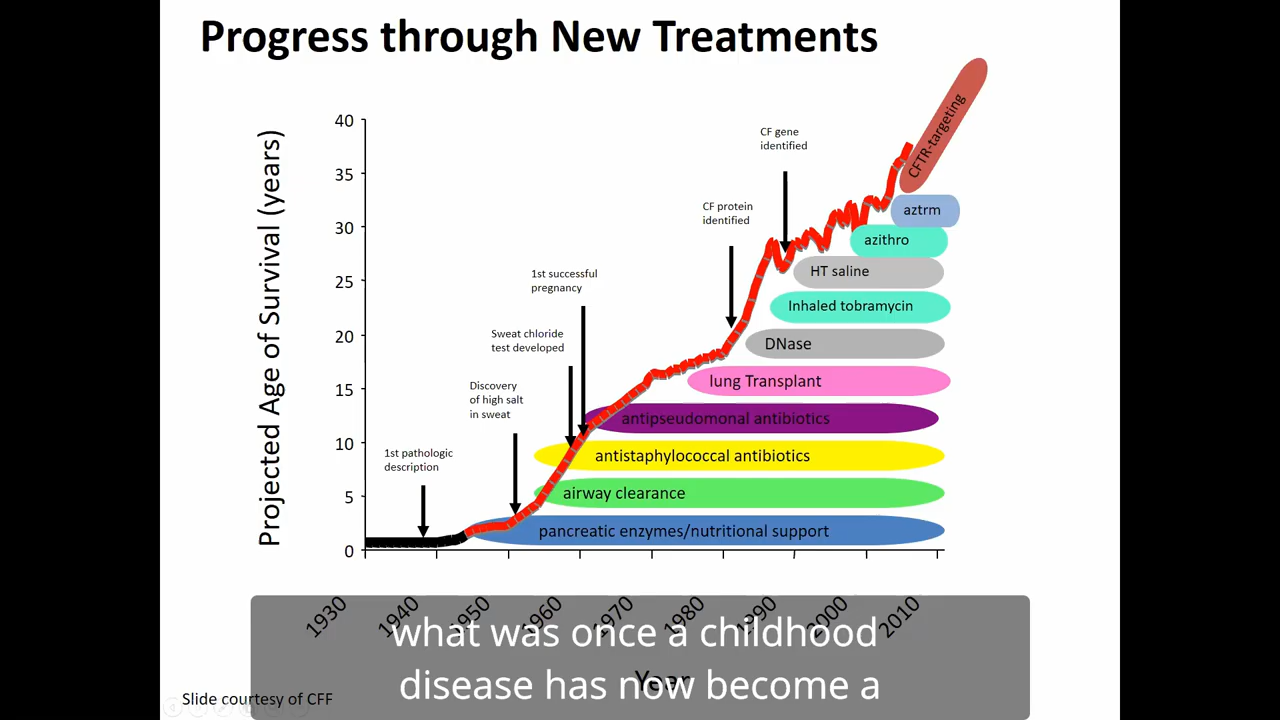 Progress through New Treatments
Projected Age of Survival (years)
40
35
30
25
20
15
10
5
0
CF gene
identified
CF protein
identified
1st successful
pregnancy
Sweat chloride
test developed
Discovery
of high salt
in sweat
1st pathologic
description
CFTR-targeting
aztrm
azithro
HT saline
Inhaled tobramycin
DNase
lung Transplant
antipseudomonal antibiotics
antistaphylococcal antibiotics
airway clearance
pancreatic enzymes/nutritional support
1930
1940
1950
1960
1970
1980
1990
2000
2010
Year
what was once a childhood
disease has now become a
Slide courtesy of CFF